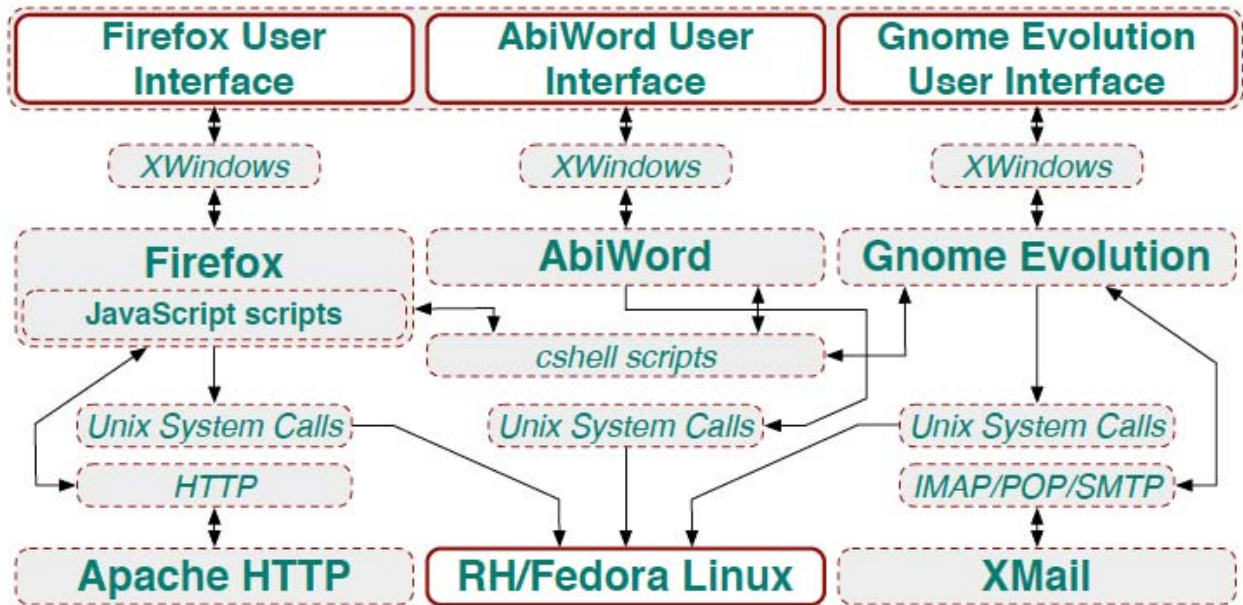 Firefox User
Interface
AbiWord User
Interface
Gnome Evolution
User Interface
XWindows
XWindows
XWindows
Firefox
JavaScript scripts
AbiWord
Gnome Evolution
cshell scripts
Unix System Calls
Unix System Calls
Unix System Calls
HTTP
IMAP/POP/SMTP
Apache HTTP
RH/Fedora Linux
XMail